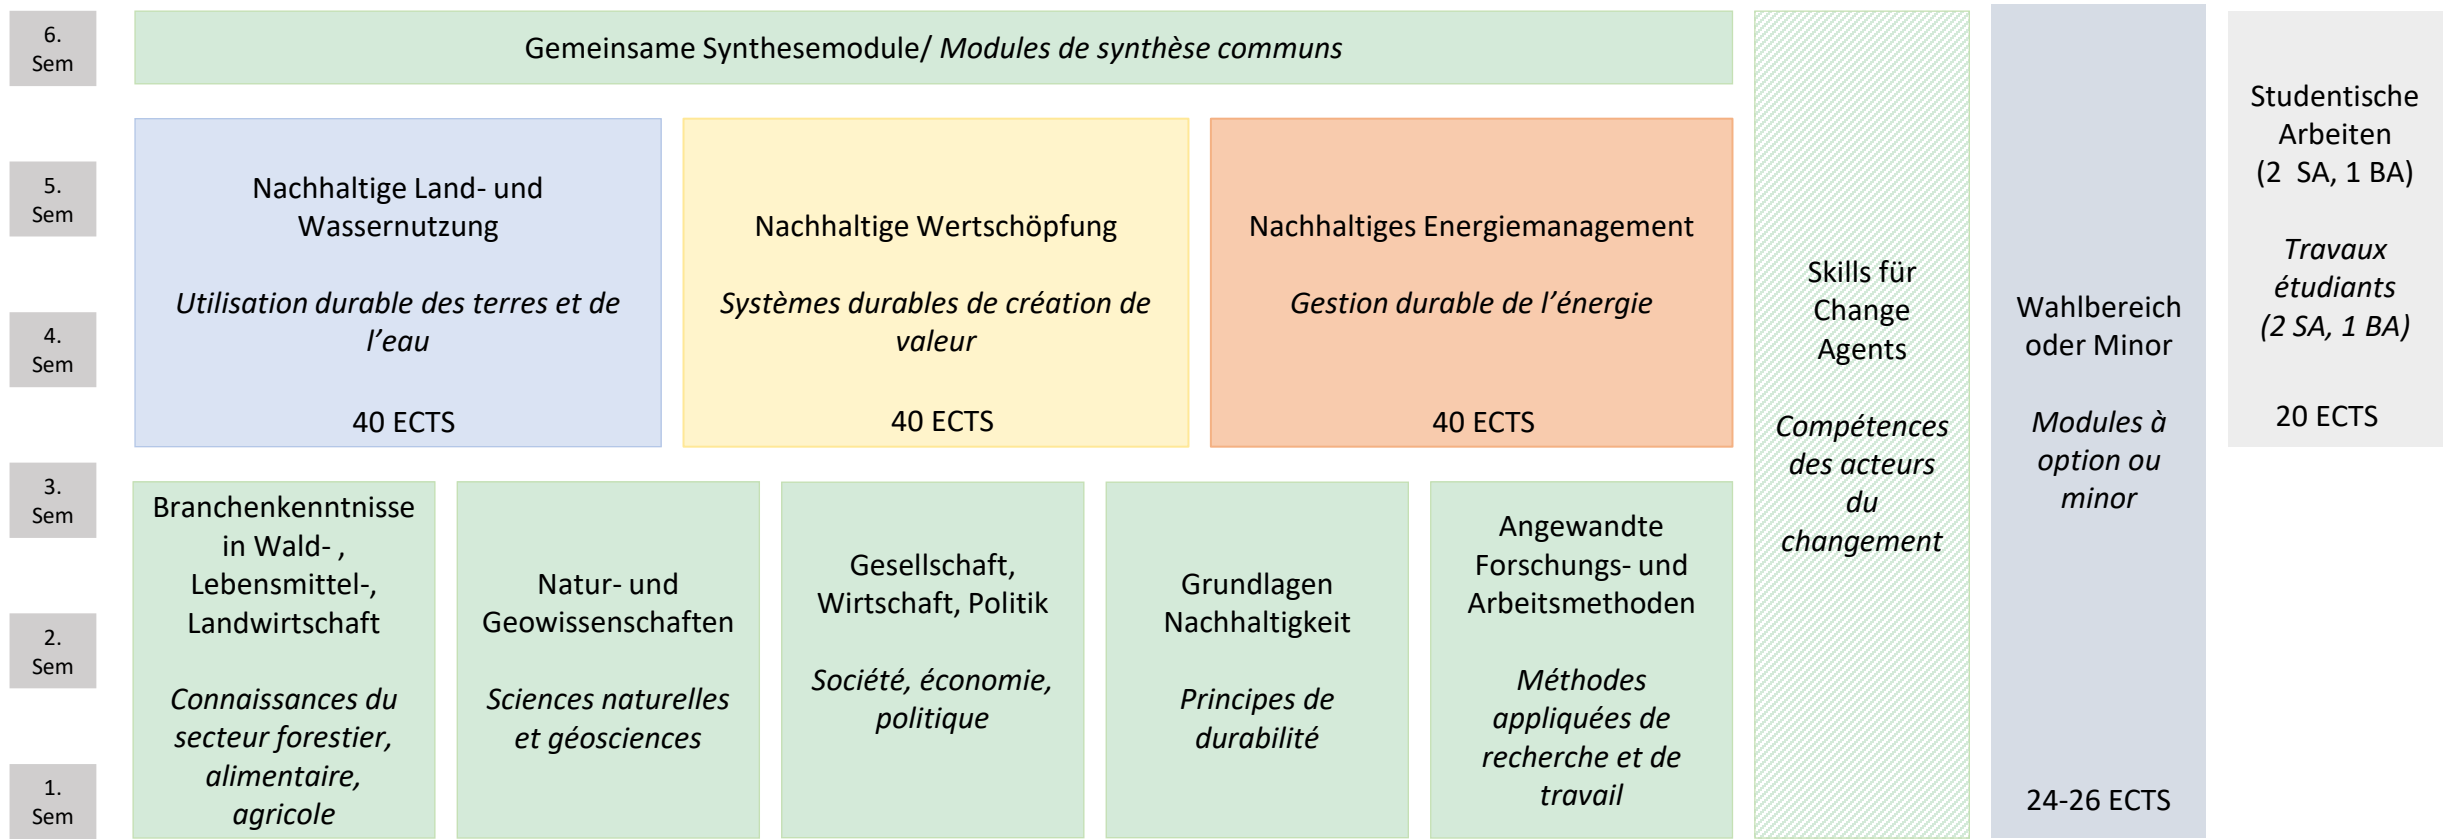 6.
Sem
Gemeinsame Synthesemodule/ Modules de synthèse communs
5.
Sem
4.
Sem
Nachhaltige Land- und
Wassernutzung
Utilisation durable des terres et de
l’eau
40 ECTS
Nachhaltige Wertschöpfung
Systèmes durables de création de
valeur
40 ECTS
Nachhaltiges Energiemanagement
Gestion durable de l’énergie
40 ECTS
3.
Sem
2.
Sem
1.
Sem
Branchenkenntnisse
in Wald- ,
Lebensmittel-,
Landwirtschaft
Connaissances du
secteur forestier,
alimentaire,
agricole
Natur- und
Geowissenschaften
Sciences naturelles
et géosciences
Gesellschaft,
Wirtschaft, Politik
Société, économie,
politique
Grundlagen
Nachhaltigkeit
Principes de
durabilité
Angewandte
Forschungs- und
Arbeitsmethoden
Méthodes
appliquées de
recherche et de
travail
Skills für
Change
Agents
Compétences
des acteurs
du
changement
Wahlbereich
oder Minor
Modules à
option ou
minor
24-26 ECTS
Studentische
Arbeiten
(2 SA, 1 BA)
Travaux
étudiants
(2 SA, 1 BA)
20 ECTS